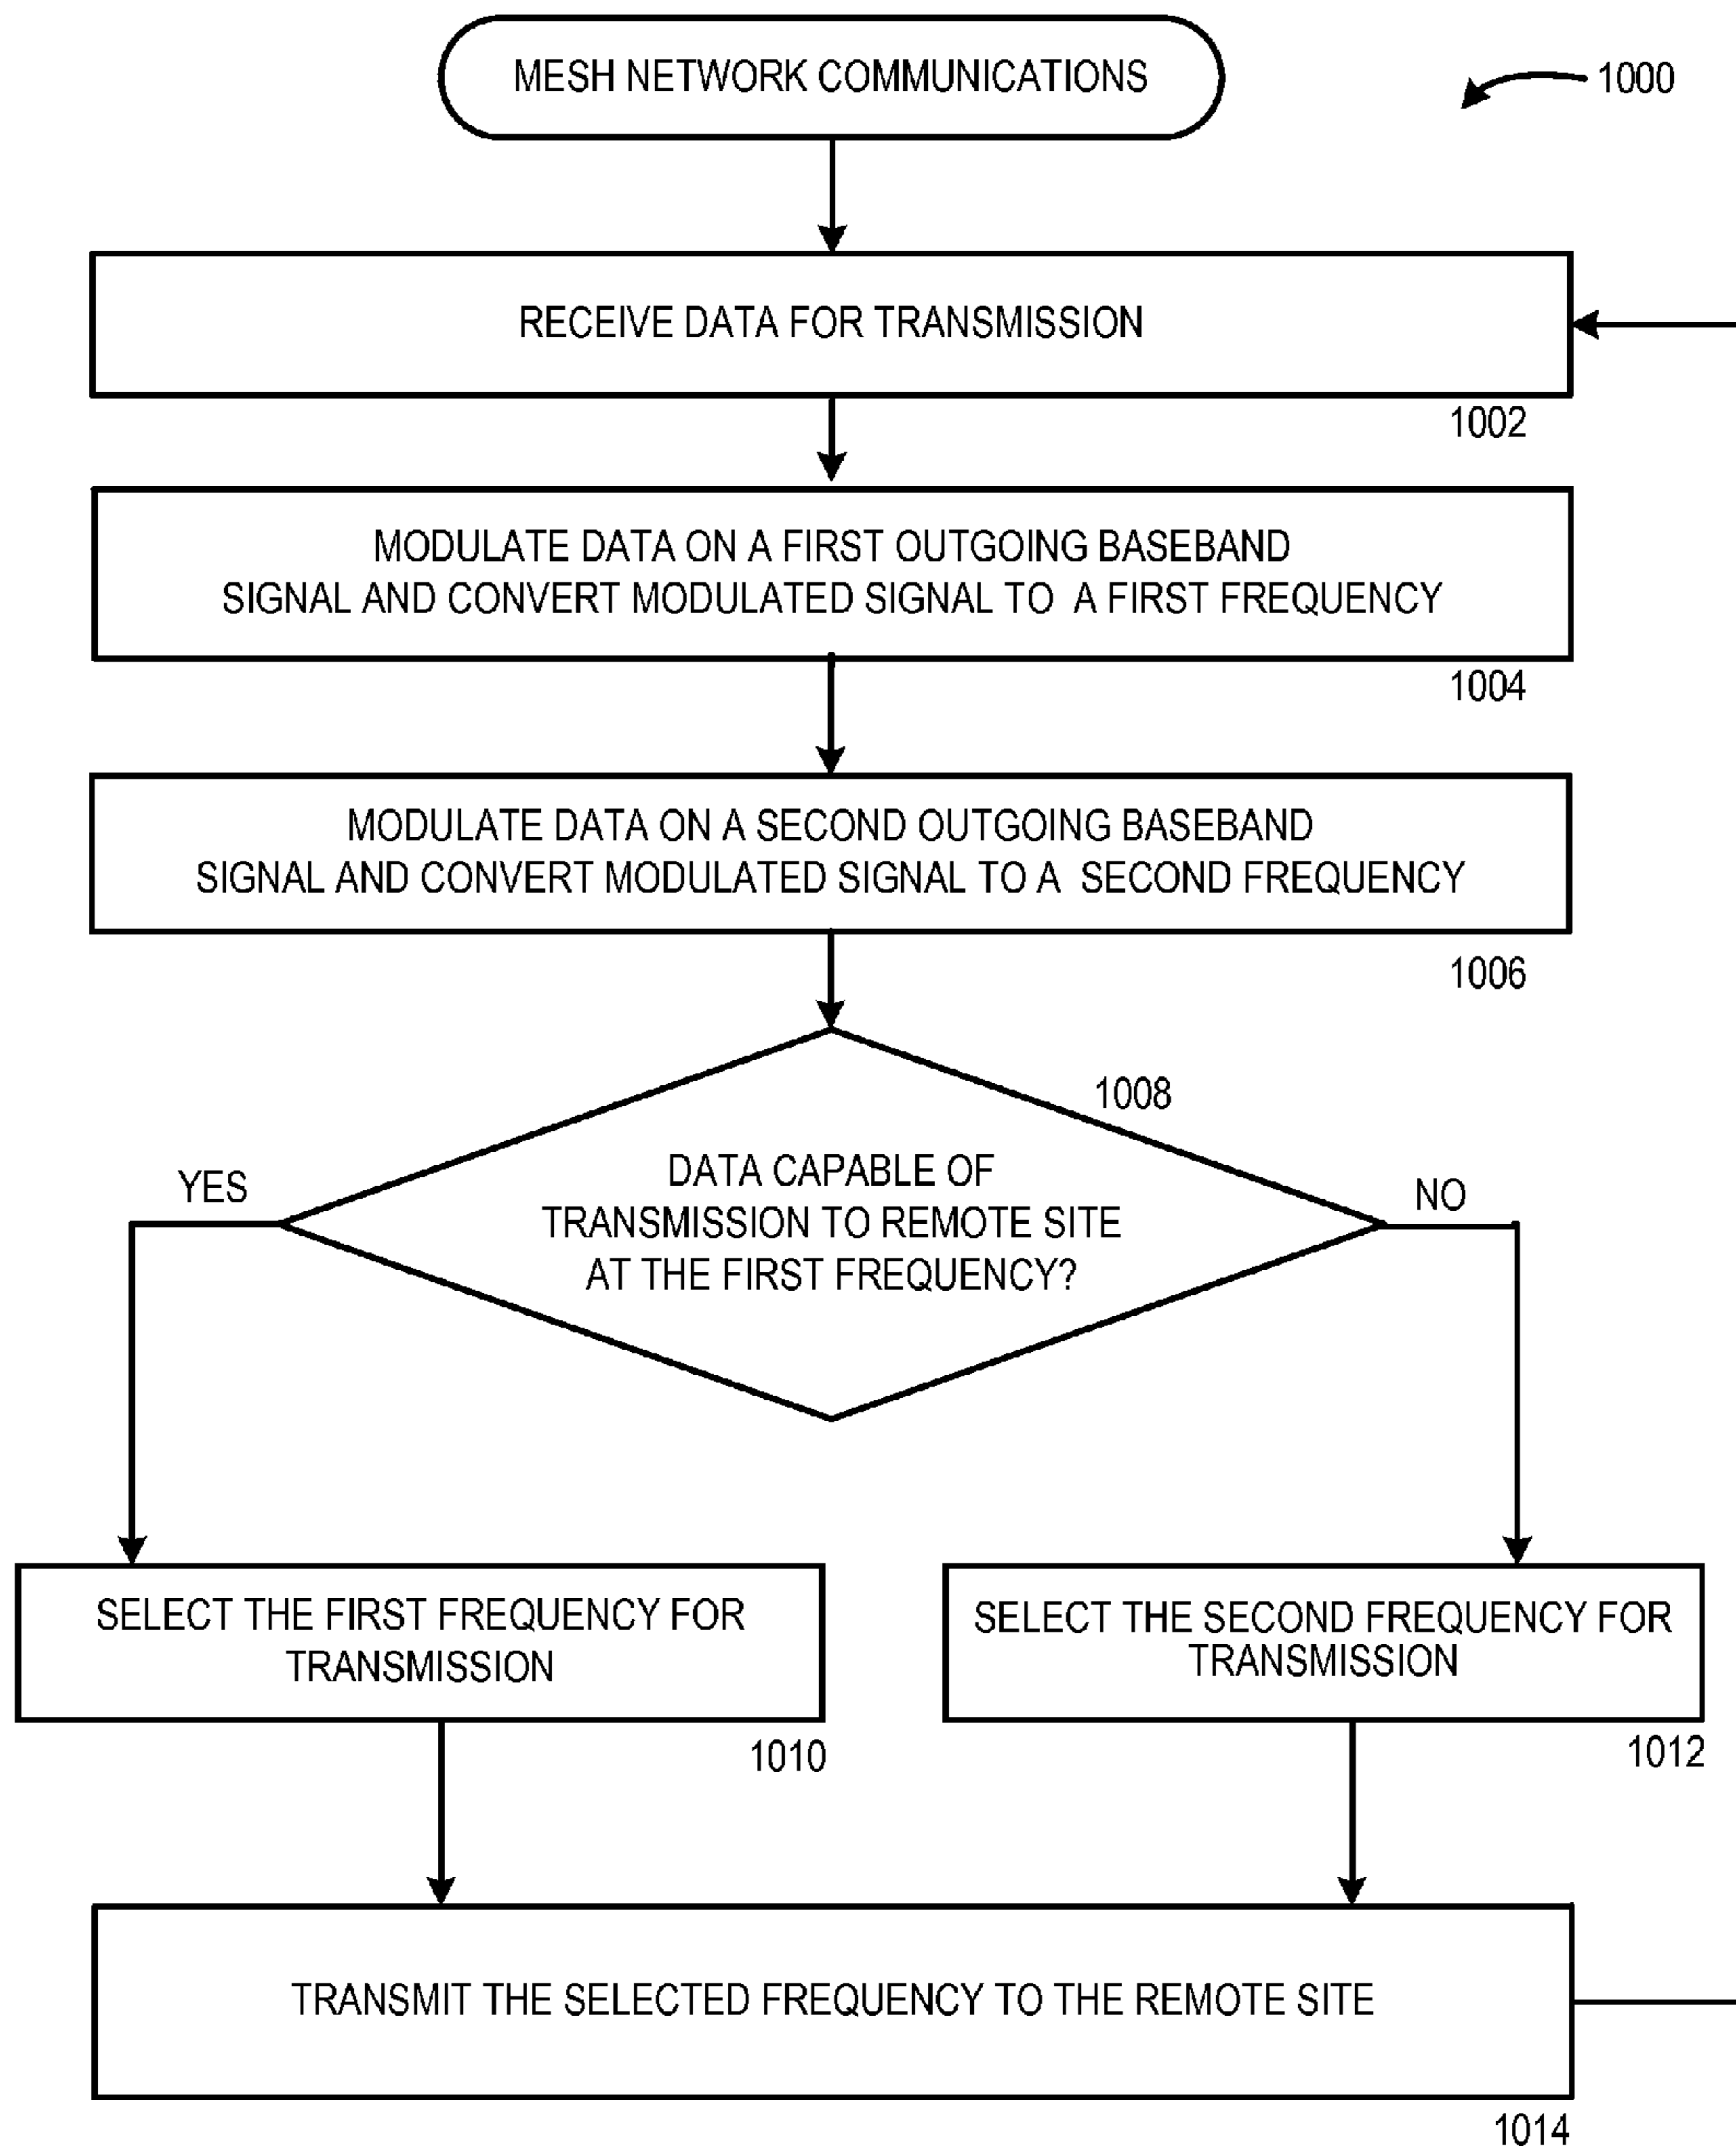 MESH NETWORK COMMUNICATIONS
1000
RECEIVE DATA FOR TRANSMISSION
1002
MODULATE DATA ON A FIRST OUTGOING BASEBAND
SIGNAL AND CONVERT MODULATED SIGNAL TO A FIRST FREQUENCY
1004
MODULATE DATA ON A SECOND OUTGOING BASEBAND
SIGNAL AND CONVERT MODULATED SIGNAL TO A SECOND FREQUENCY
1006
1008
DATA CAPABLE OF
TRANSMISSION TO REMOTE SITE
AT THE FIRST FREQUENCY?
YES
NO
SELECT THE FIRST FREQUENCY FOR
TRANSMISSION
1010
SELECT THE SECOND FREQUENCY FOR
TRANSMISSION
1012
TRANSMIT THE SELECTED FREQUENCY TO THE REMOTE SITE
1014